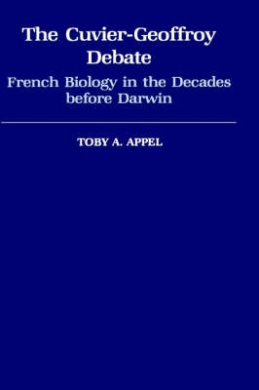 The Cuvier-Geoffroy
Debate
French Biology in the Decades
before Darwin
TOBY A. APPEL